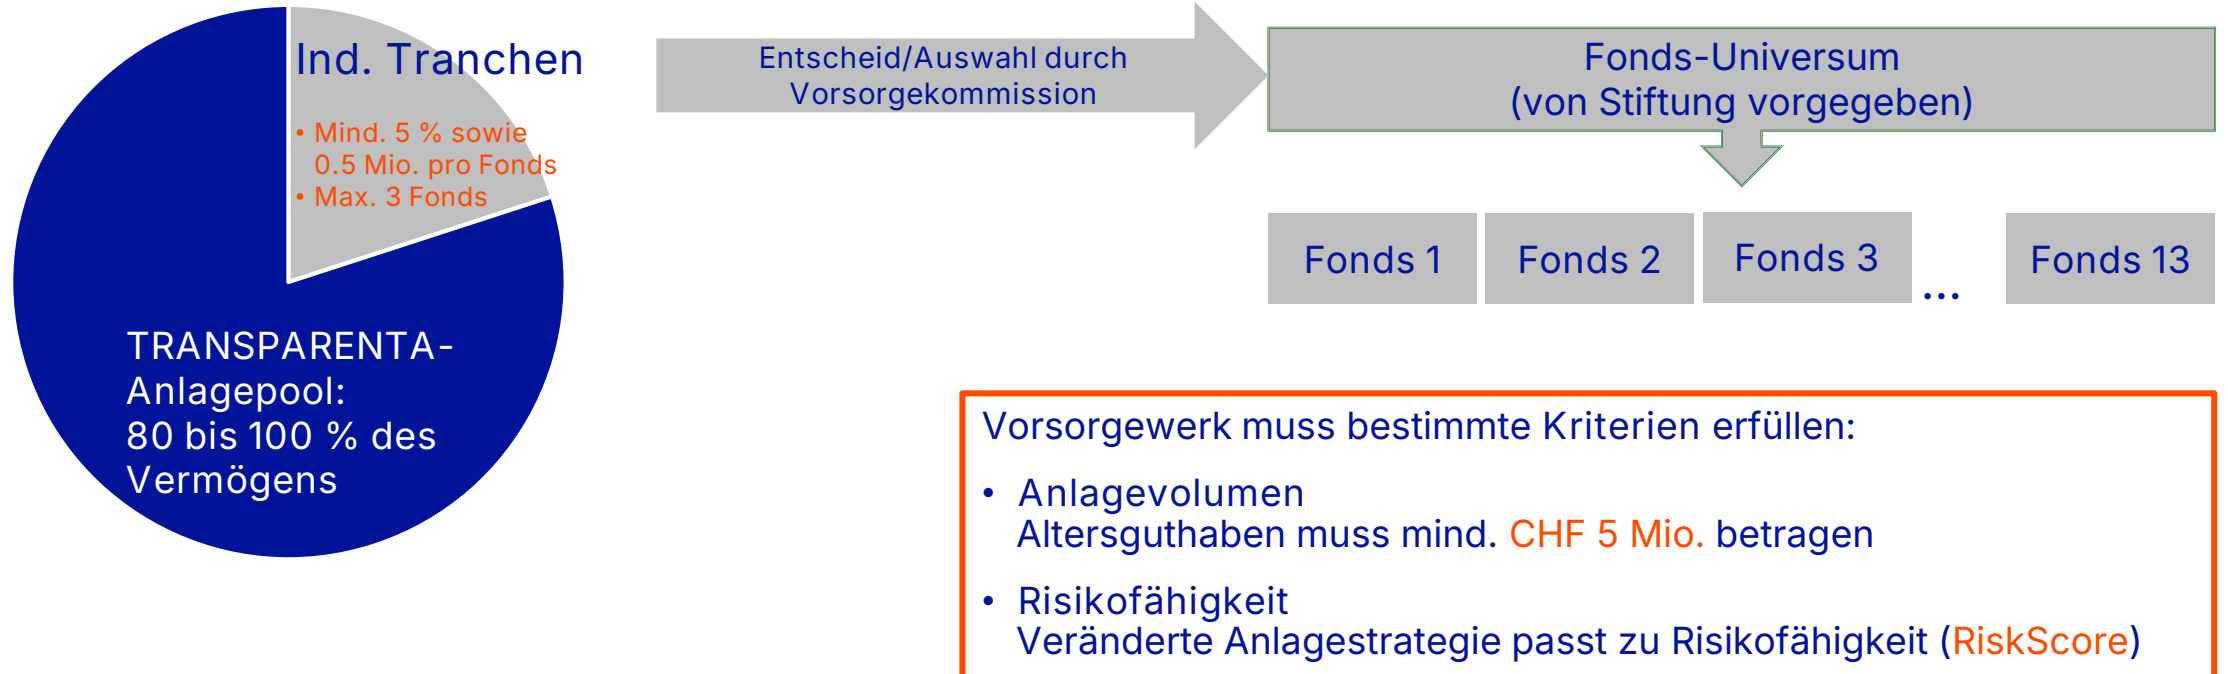 Ind. Tranchen
• Mind. 5 % sowie
0.5 Mio. pro Fonds
• Max. 3 Fonds
TRANSPARENTA-
Anlagepool:
80 bis 100 % des
Vermögens
Entscheid/Auswahl durch
Vorsorgekommission
Fonds-Universum
(von Stiftung vorgegeben)
Fonds 1
Fonds 2
Fonds 3
...
Fonds 13
Vorsorgewerk muss bestimmte Kriterien erfüllen:
• Anlagevolumen
Altersguthaben muss mind. CHF 5 Mio. betragen
• Risikofähigkeit
Veränderte Anlagestrategie passt zu Risikofähigkeit (RiskScore)